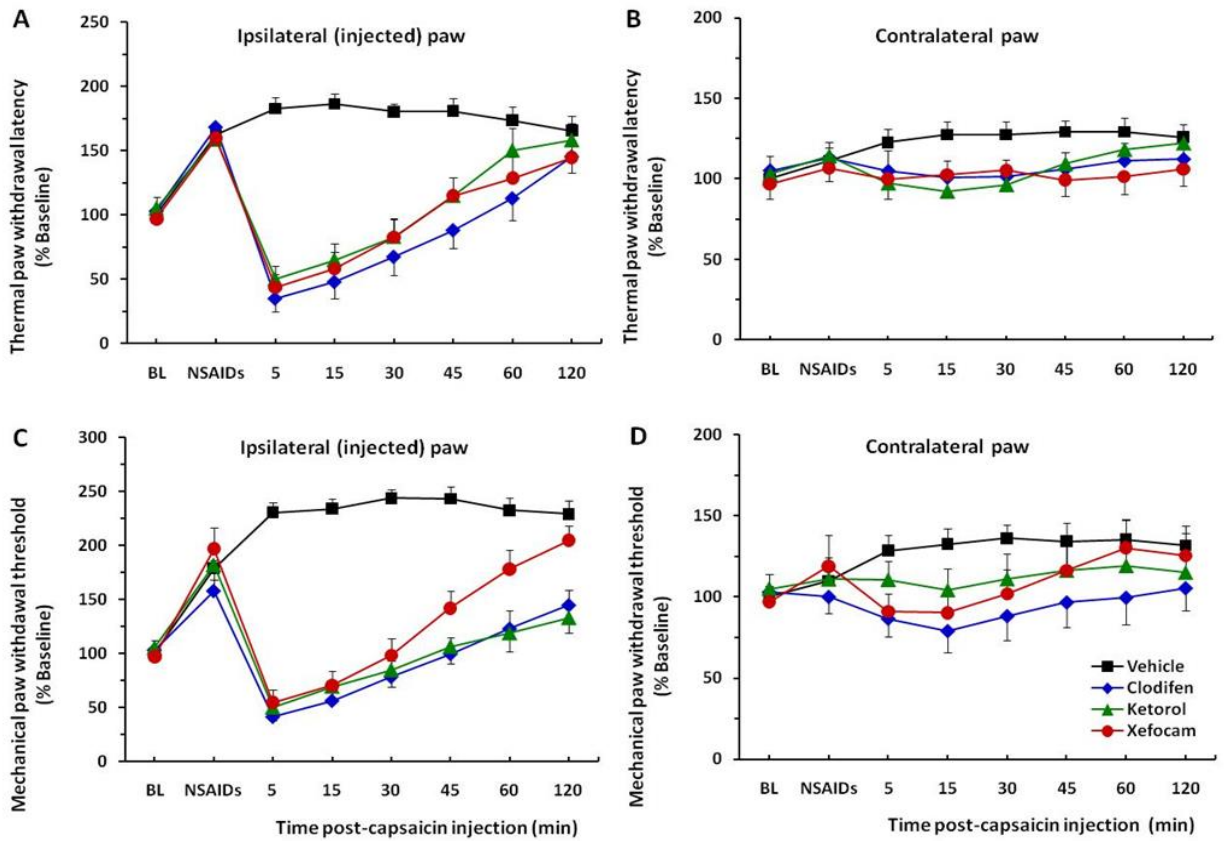 A
Ipsilateral (injected) paw
Thermal paw withdrawal latency
(% Baseline)
250
200
150
100
50
0
BL NSAIDs 5 15 30 45 60 120
B
Contralateral paw
Thermal paw withdrawal latency
(% Baseline)
200
150
100
50
0
BL NSAIDs 5 15 30 45 60 120
C
Ipsilateral (injected) paw
Mechanical paw withdawal threshold
(% Baseline)
300
250
200
150
100
50
0
BL NSAIDs 5 15 30 45 60 120
Time post-capsaicin injection (min)
D
Contralateral paw
Mechanical paw withdrawal threshold
(% Baseline)
200
150
100
50
0
Vehicle
Clodifen
Ketorol
Xefocam
BL NSAIDs 5 15 30 45 60 120
Time post-capsaicin injection (min)